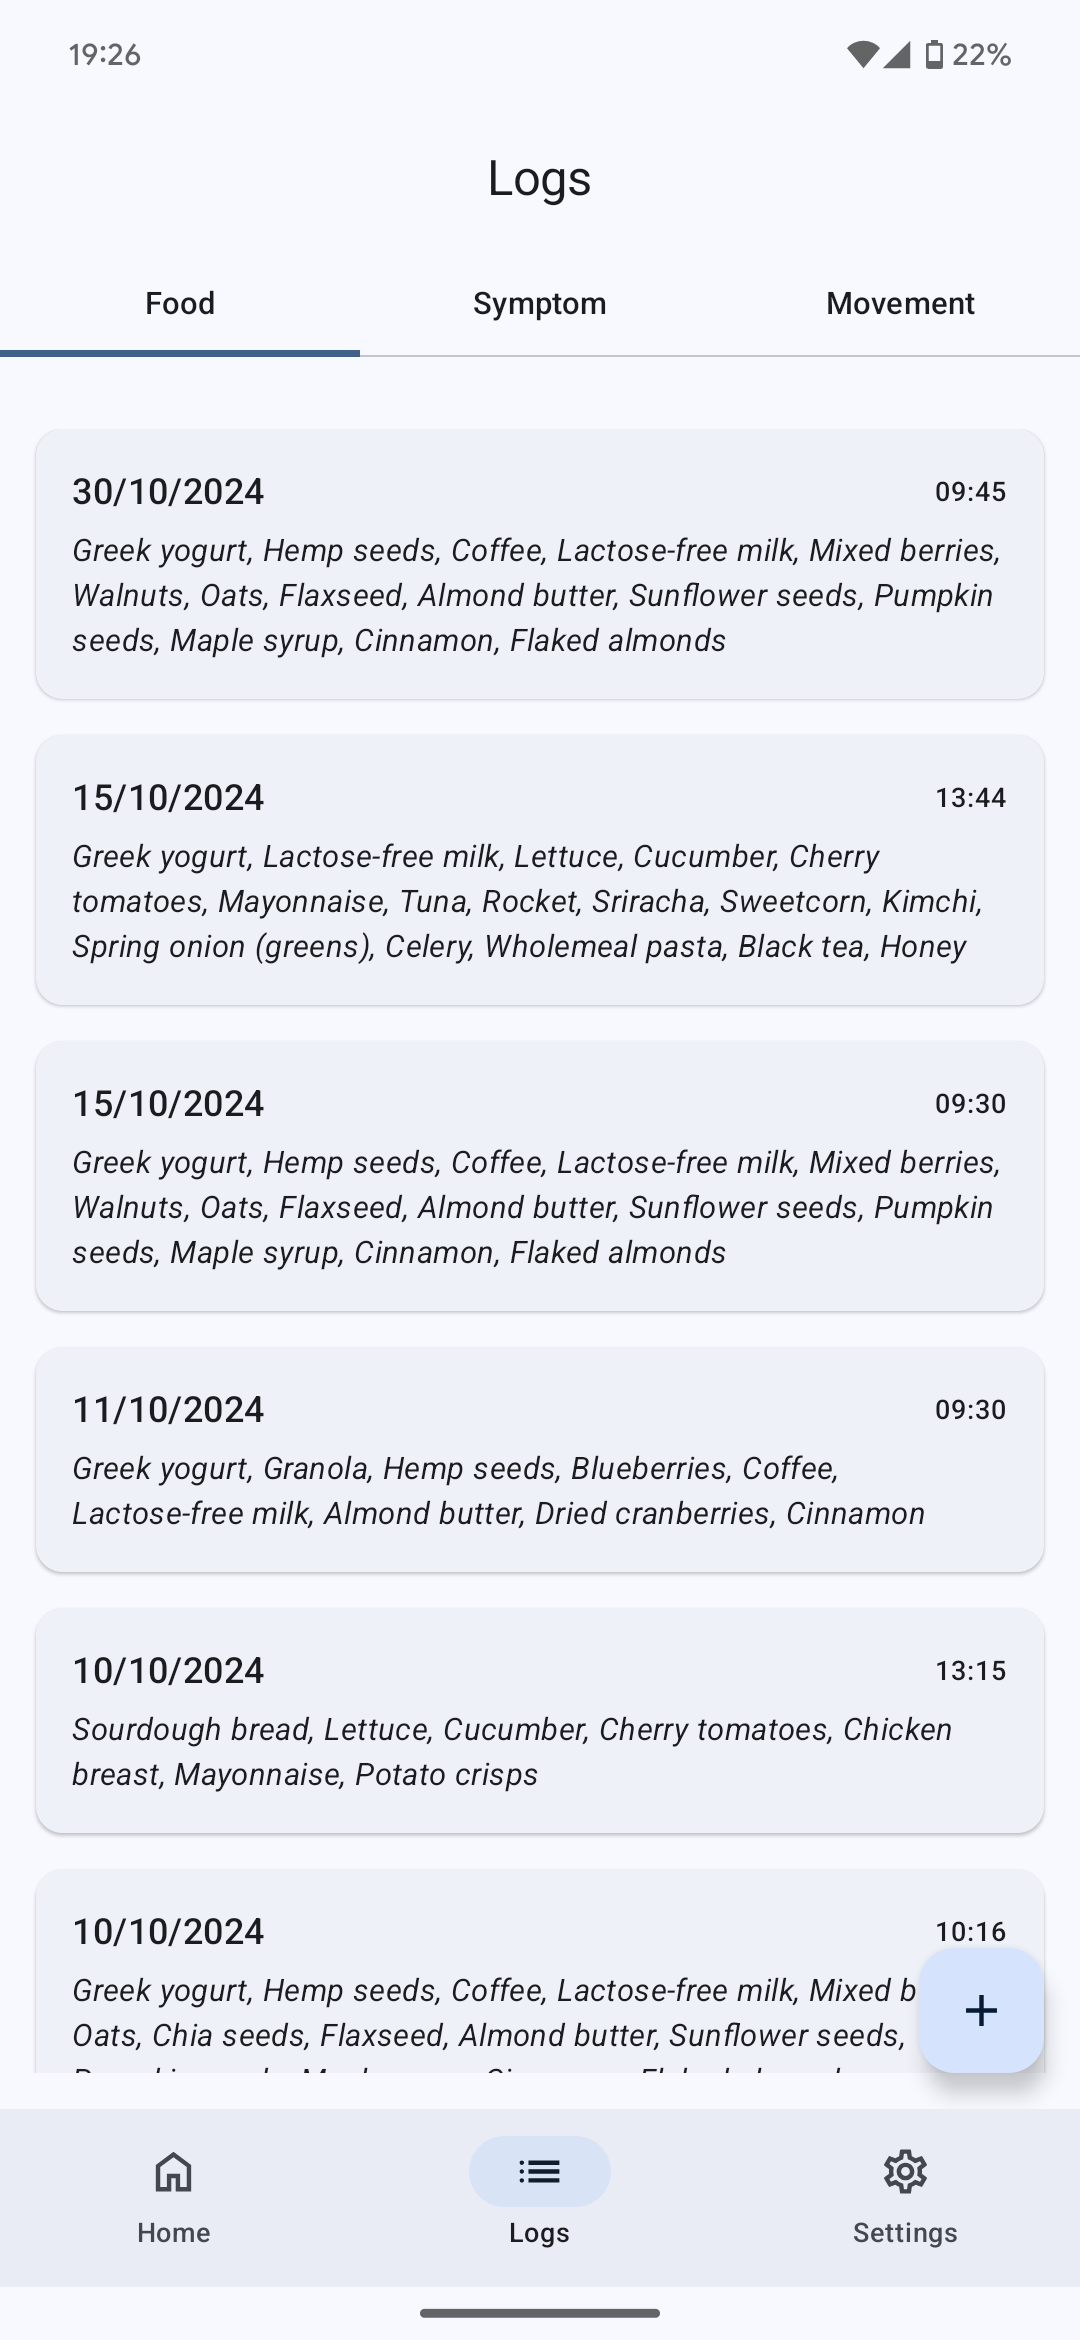 19:26
22%
Logs
Food
Symptom
Movement
30/10/2024
09:45
Greek yogurt, Hemp seeds, Coffee, Lactose-free milk, Mixed berries,
Walnuts, Oats, Flaxseed, Almond butter, Sunflower seeds, Pumpkin
seeds, Maple syrup, Cinnamon, Flaked almonds
15/10/2024
13:44
Greek yogurt, Lactose-free milk, Lettuce, Cucumber, Cherry
tomatoes, Mayonnaise, Tuna, Rocket, Sriracha, Sweetcorn, Kimchi,
Spring onion (greens), Celery, Wholemeal pasta, Black tea, Honey
15/10/2024
09:30
Greek yogurt, Hemp seeds, Coffee, Lactose-free milk, Mixed berries,
Walnuts, Oats, Flaxseed, Almond butter, Sunflower seeds, Pumpkin
seeds, Maple syrup, Cinnamon, Flaked almonds
11/10/2024
09:30
Greek yogurt, Granola, Hemp seeds, Blueberries, Coffee,
Lactose-free milk, Almond butter, Dried cranberries, Cinnamon
10/10/2024
13:15
Sourdough bread, Lettuce, Cucumber, Cherry tomatoes, Chicken
breast, Mayonnaise, Potato crisps
10/10/2024
10:16
Greek yogurt, Hemp seeds, Coffee, Lactose-free milk, Mixed
Oats, Chia seeds, Flaxseed, Almond butter, Sunflower seeds,
Home
Logs
Settings